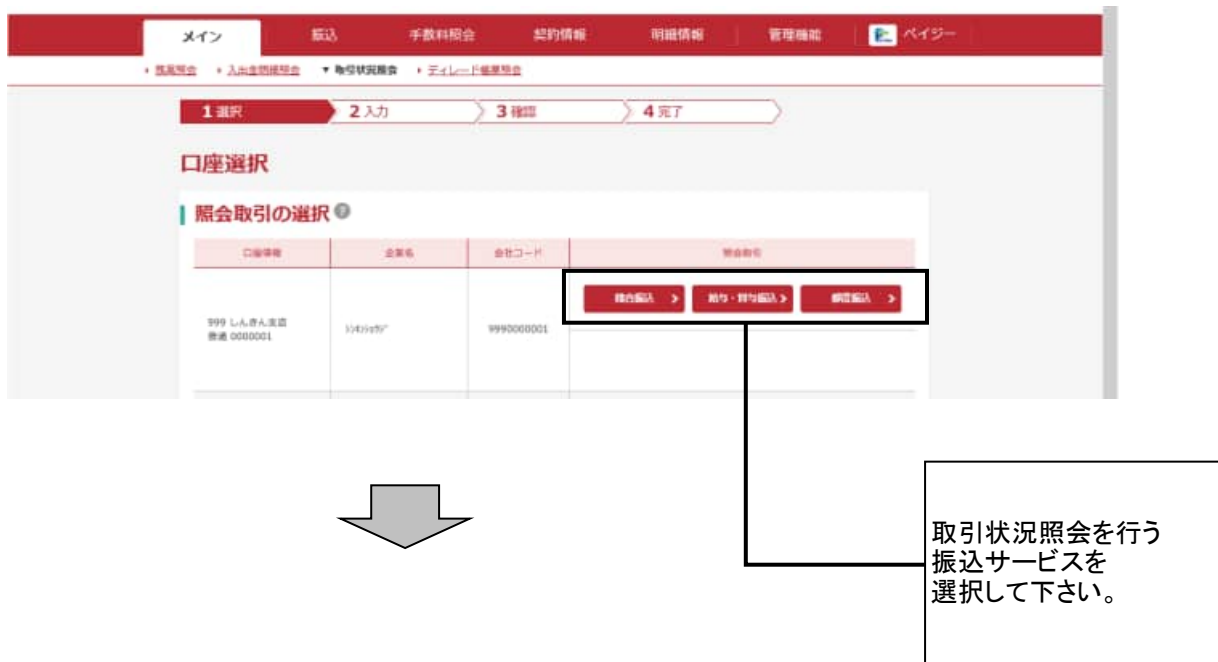 メイン 振込 手数料照会 契約情報 明細情報 管理機能 ペイジー
残高照会 入出金明細照会 取引状況照会 ディレード結果照会
1 選択 2 入力 3 確認 4 完了
口座選択
照会取引の選択 ?
口座情報 企業名 会社コード 照会取引
総合振込 給与・賞与振込
999 しんきん支店
普通 0000001
9990000001
取引状況照会を行う
振込サービスを
選択して下さい。